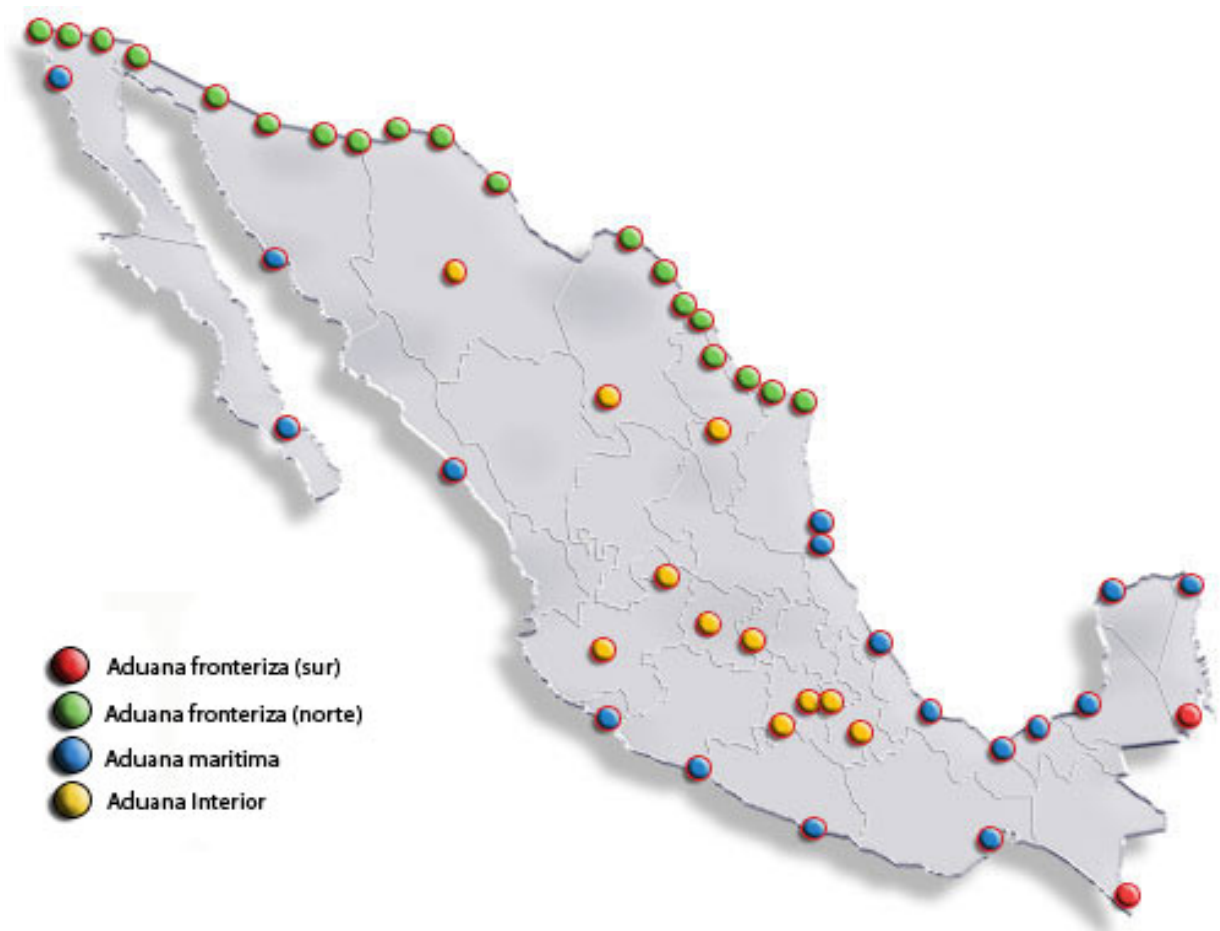 Aduana fronteriza (sur)
Aduana fronteriza (norte)
Aduana maritima
Aduana Interior